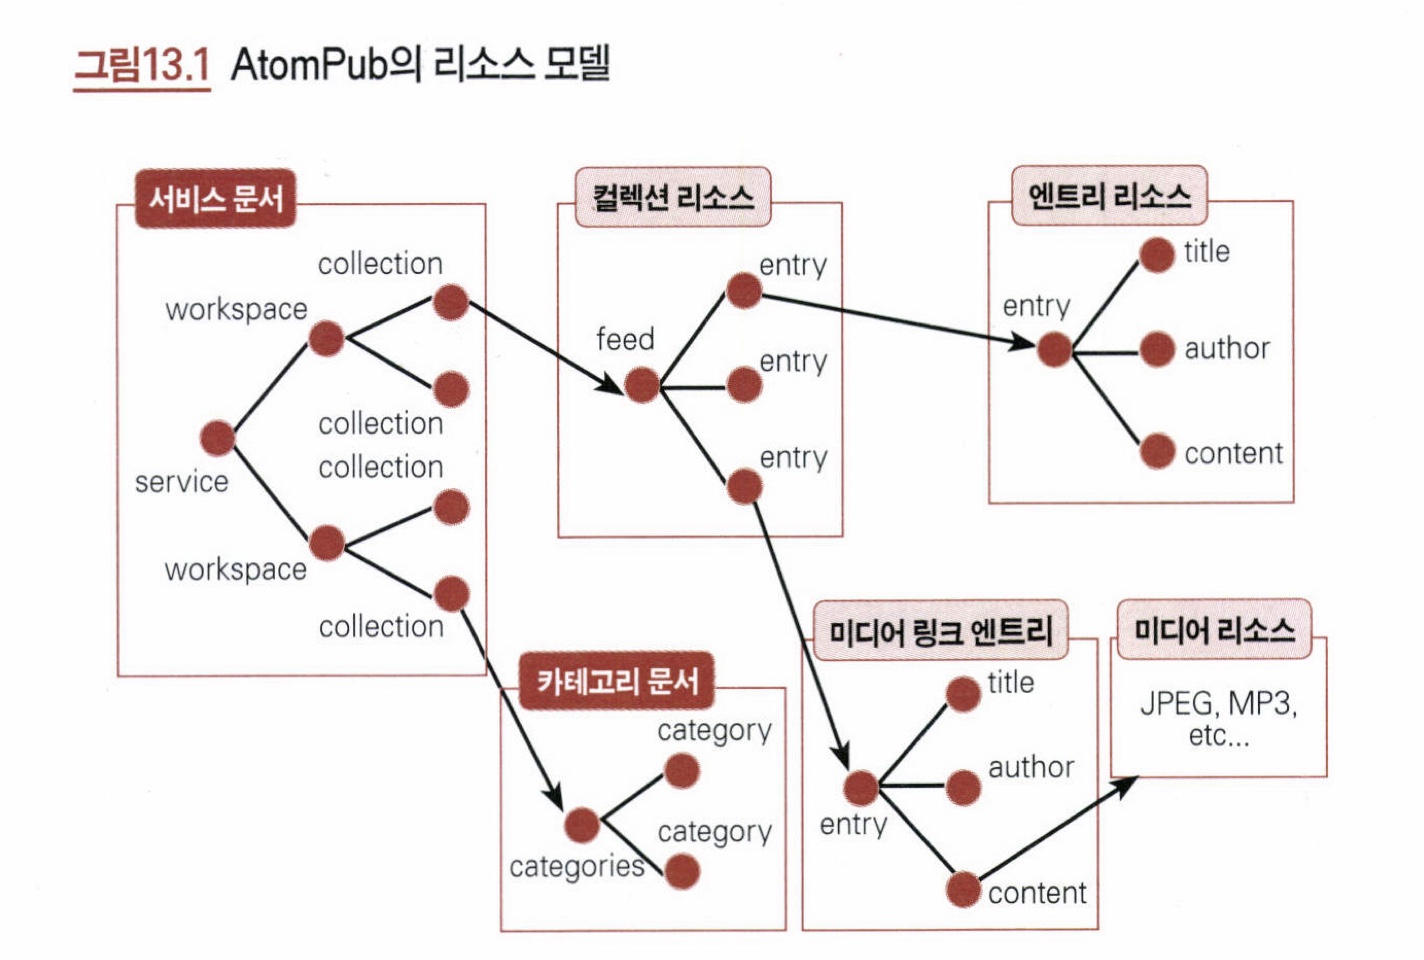 그림13.1 AtomPub의 리소스 모델
서비스 문서
collection
workspace
collection
service
collection
workspace
collection
컬렉션 리소스
entry
feed
entry
entry
엔트리 리소스
title
entry
author
content
카테고리 문서
category
category
categories
미디어 링크 엔트리
title
author
entry
content
미디어 리소스
JPEG, MP3,
etc...